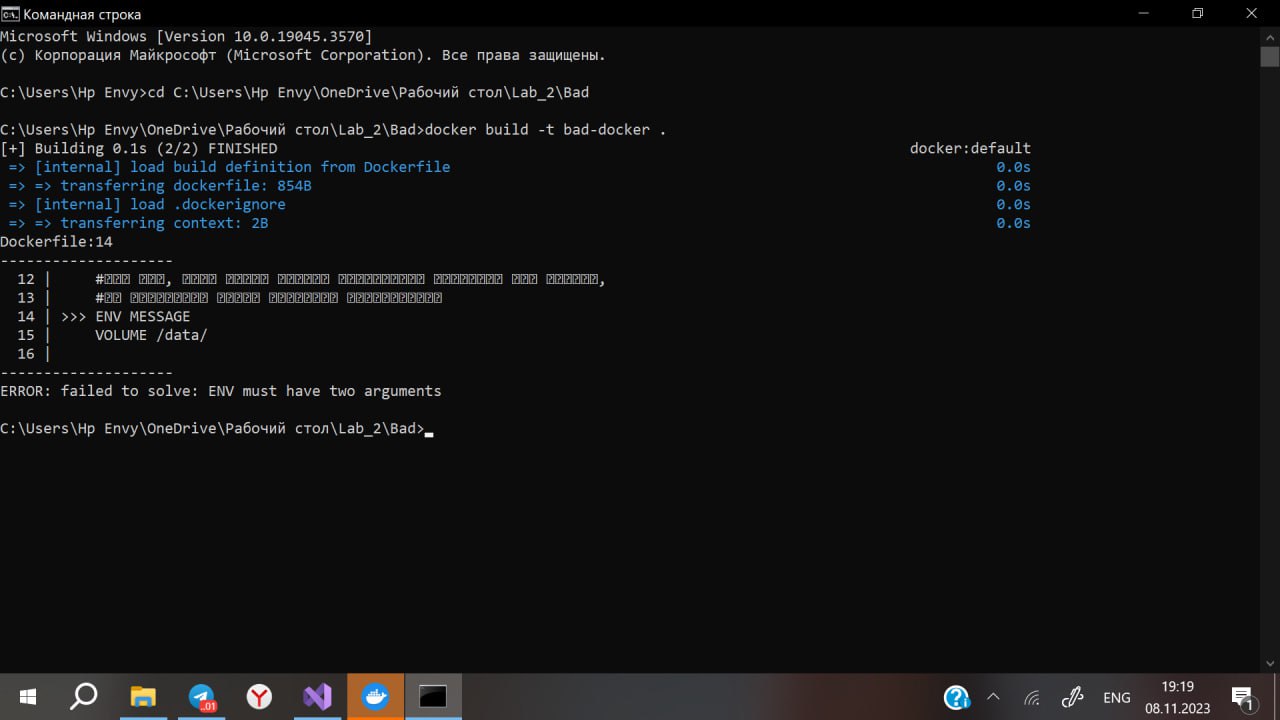 Командная строка
Microsoft Windows [Version 10.0.19045.3570]
(c) Корпорация Майкрософт (Microsoft Corporation). Все права защищены.
C:\Users\Hp Envy>cd C:\Users\Hp Envy\OneDrive\Рабочий стол\Lab_2\Bad
C:\Users\Hp Envy\OneDrive\Рабочий стол\Lab_2\Bad>docker build -t bad-docker .
[+] Building 0.1s (2/2) FINISHED docker:default
=> [internal] load build definition from Dockerfile 0.0s
=> => transferring dockerfile: 854B 0.0s
=> [internal] load .dockerignore 0.0s
=> => transferring context: 2B 0.0s
Dockerfile:14
--------------------
12 | #
13 | #
14 | >>> ENV MESSAGE
15 | VOLUME /data/
16 |
--------------------
ERROR: failed to solve: ENV must have two arguments
C:\Users\Hp Envy\OneDrive\Рабочий стол\Lab_2\Bad>
.01
ENG
19:19
08.11.2023
1